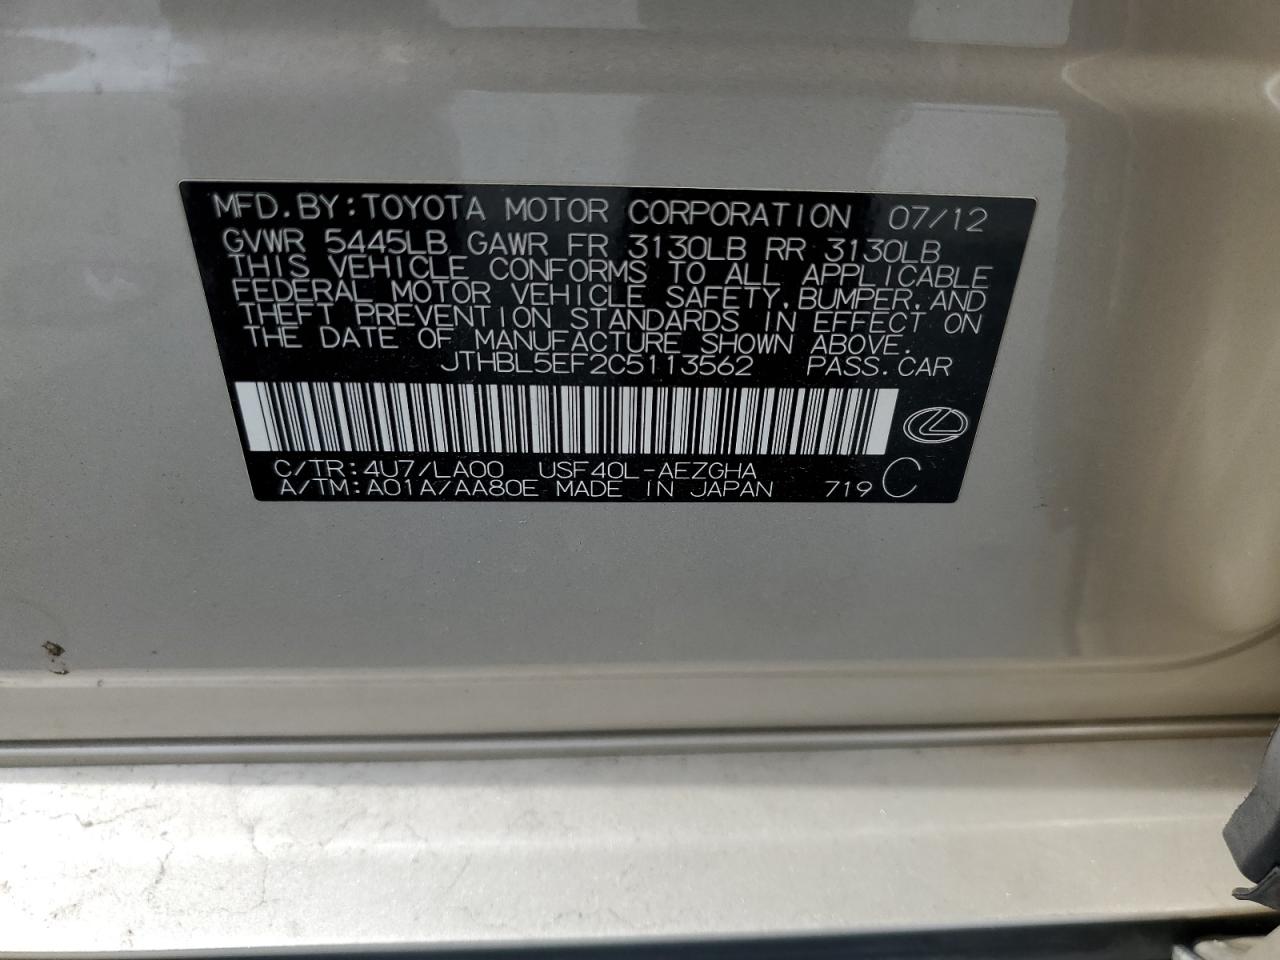 MFD.BY:TOYOTA MOTOR CORPORATION 07/12
GVWR 5445LB GAWR FR 3130LB RR 3130LB
THIS VEHICLE CONFORMS TO ALL APPLICABLE
FEDERAL MOTOR VEHICLE SAFETY,BUMPER,AND
THEFT PREVENTION STANDARDS IN EFFECT ON
THE DATE OF MANUFACTURE SHOWN ABOVE.
JTHBL5EF2C5113562 PASS.CAR
C/TR:4U7/LA00 USF40L-AEZGHA
A/TM:A01A/AA80E MADE IN JAPAN 719 C